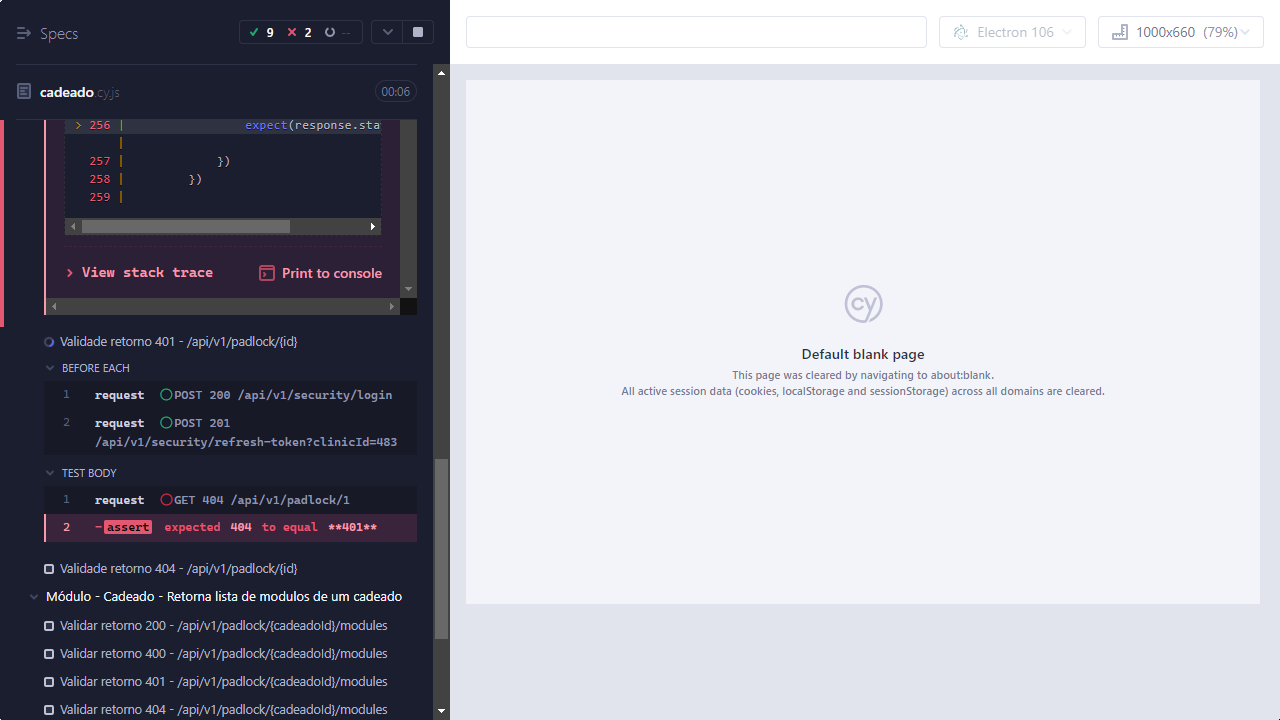 Specs
9 2 --
Electron 106
1000x660 (79%)
cadeado.cy.js
00:06
> 256 | expect(response.sta
|
257 | })
258 | })
259 |
View stack trace
Print to console
Validade retorno 401 - /api/v1/padlock/{id}
BEFORE EACH
1 request POST 200 /api/v1/security/login
2 request POST 201
/api/v1/security/refresh-token?clinicId=483
TEST BODY
1 request GET 404 /api/v1/padlock/1
2 -assert expected 404 to equal **401**
Validade retorno 404 - /api/v1/padlock/{id}
Módulo - Cadeado - Retorna lista de modulos de um cadeado
Validar retorno 200 - /api/v1/padlock/{cadeadoId}/modules
Validar retorno 400 - /api/v1/padlock/{cadeadoId}/modules
Validar retorno 401 - /api/v1/padlock/{cadeadoId}/modules
Validar retorno 404 - /api/v1/padlock/{cadeadoId}/modules
cy
Default blank page
This page was cleared by navigating to about:blank.
All active session data (cookies, localStorage and sessionStorage) across all domains are cleared.